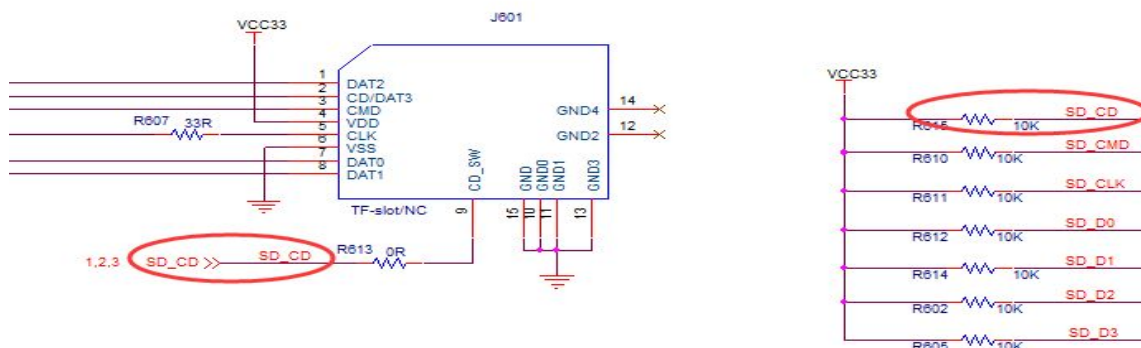 J601
VCC33
1 DAT2
2 CD/DAT3
3 CMD
4 VDD
R607 33R 5 CLK
6 VSS
7 DAT0
8 DAT1
GND4 14
GND2 12
CD_SW GND GND0 GND1 GND3
TF-slot/NC
9 15 10 11 13
1,2,3 SD_CD SD_CD R613 0R
VCC33
R615 10K SD_CD
R610 10K SD_CMD
R611 10K SD_CLK
R612 10K SD_D0
R614 10K SD_D1
R602 10K SD_D2
R605 10K SD_D3